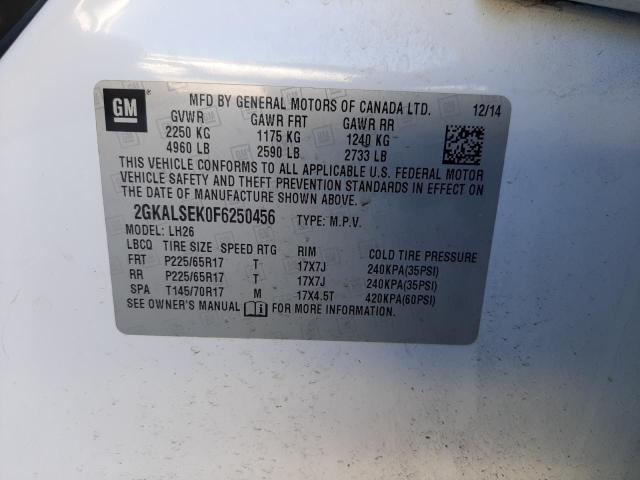 GM
®
MFD BY GENERAL MOTORS OF CANADA LTD. 12/14
GVWR GAWR FRT GAWR RR
2250 KG 1175 KG 1240 KG
4960 LB 2590 LB 2733 LB
THIS VEHICLE CONFORMS TO ALL APPLICABLE U.S. FEDERAL MOTOR
VEHICLE SAFETY AND THEFT PREVENTION STANDARDS IN EFFECT ON
THE DATE OF MANUFACTURE SHOWN ABOVE.
2GKALSEK0F6250456 TYPE: M.P.V.
MODEL: LH26
LBCQ TIRE SIZE SPEED RTG RIM COLD TIRE PRESSURE
FRT P225/65R17 T 17X7J 240KPA(35PSI)
RR P225/65R17 T 17X7J 240KPA(35PSI)
SPA T145/70R17 M 17X4.5T 420KPA(60PSI)
SEE OWNER'S MANUAL FOR MORE INFORMATION.